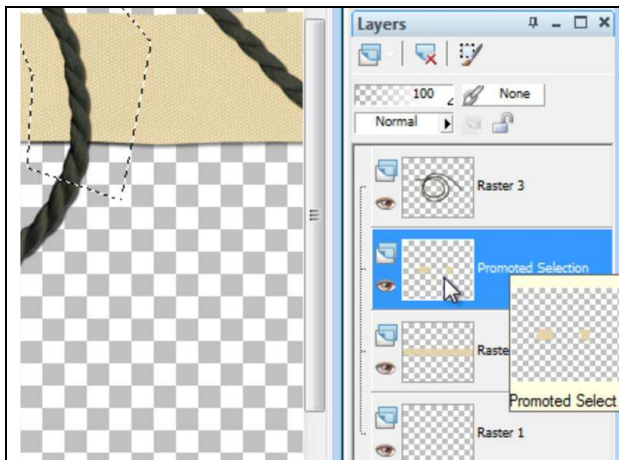 Layers
100
None
Normal
Raster 3
Promoted Selection
Raste
Promoted Select
Raster 1